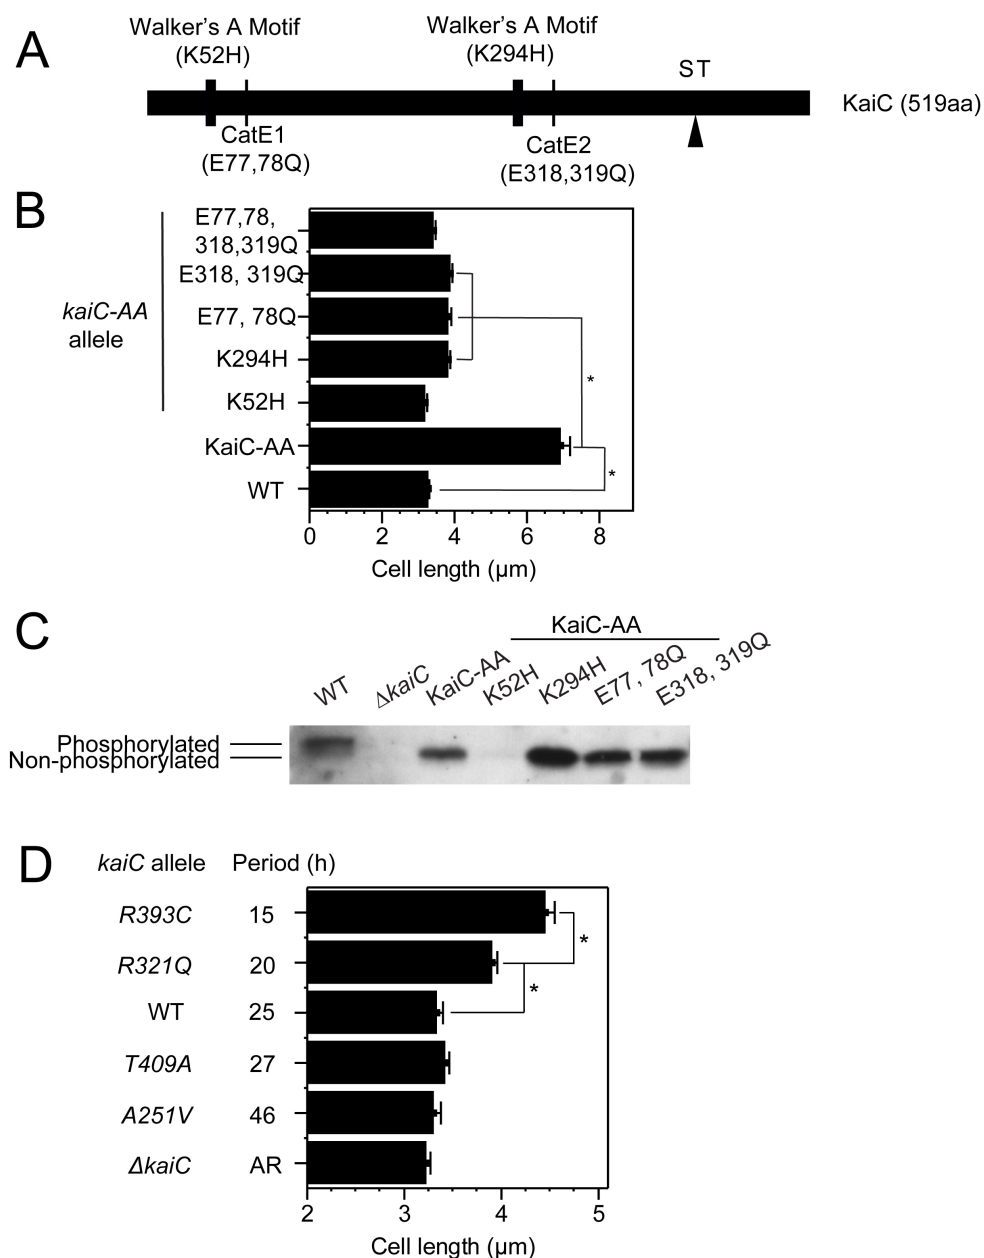 A
Walker's A Motif
(K52H)
Walker's A Motif
(K294H)
ST
KaiC (519aa)
CatE1
(E77,78Q)
CatE2
(E318,319Q)
B
kaiC-AA
allele
E77,78,
318,319Q
E318, 319Q
E77, 78Q
K294H
K52H
KaiC-AA
WT
*
*
0 2 4 6 8
Cell length (µm)
C
KaiC-AA
WT
ΔkaiC
KaiC-AA
K52H
K294H
E77, 78Q
E318, 319Q
Phosphorylated
Non-phosphorylated
D
kaiC allele Period (h)
R393C 15
R321Q 20
WT 25
T409A 27
A251V 46
ΔkaiC AR
*
*
2 3 4 5
Cell length (µm)